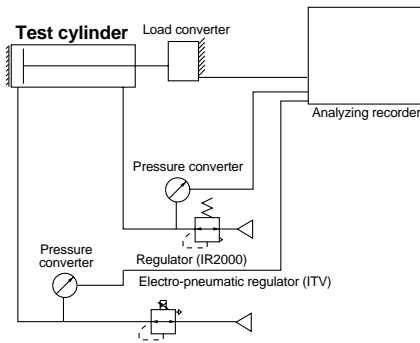 Load converter
Test cylinder
Analyzing recorder
Pressure converter
Regulator (IR2000)
Pressure
converter
Electro-pneumatic regulator (ITV)